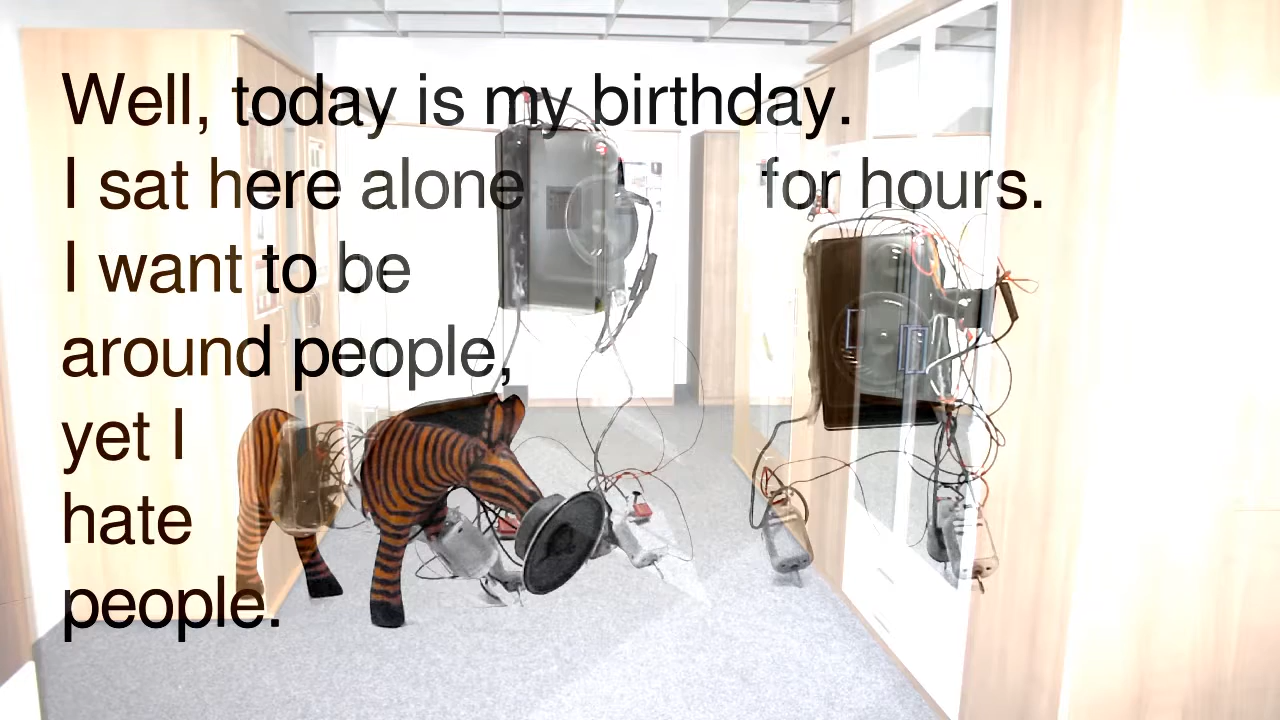 Well, today is my birthday.
I sat here alone for hours.
I want to be
around people,
yet I
hate
people.